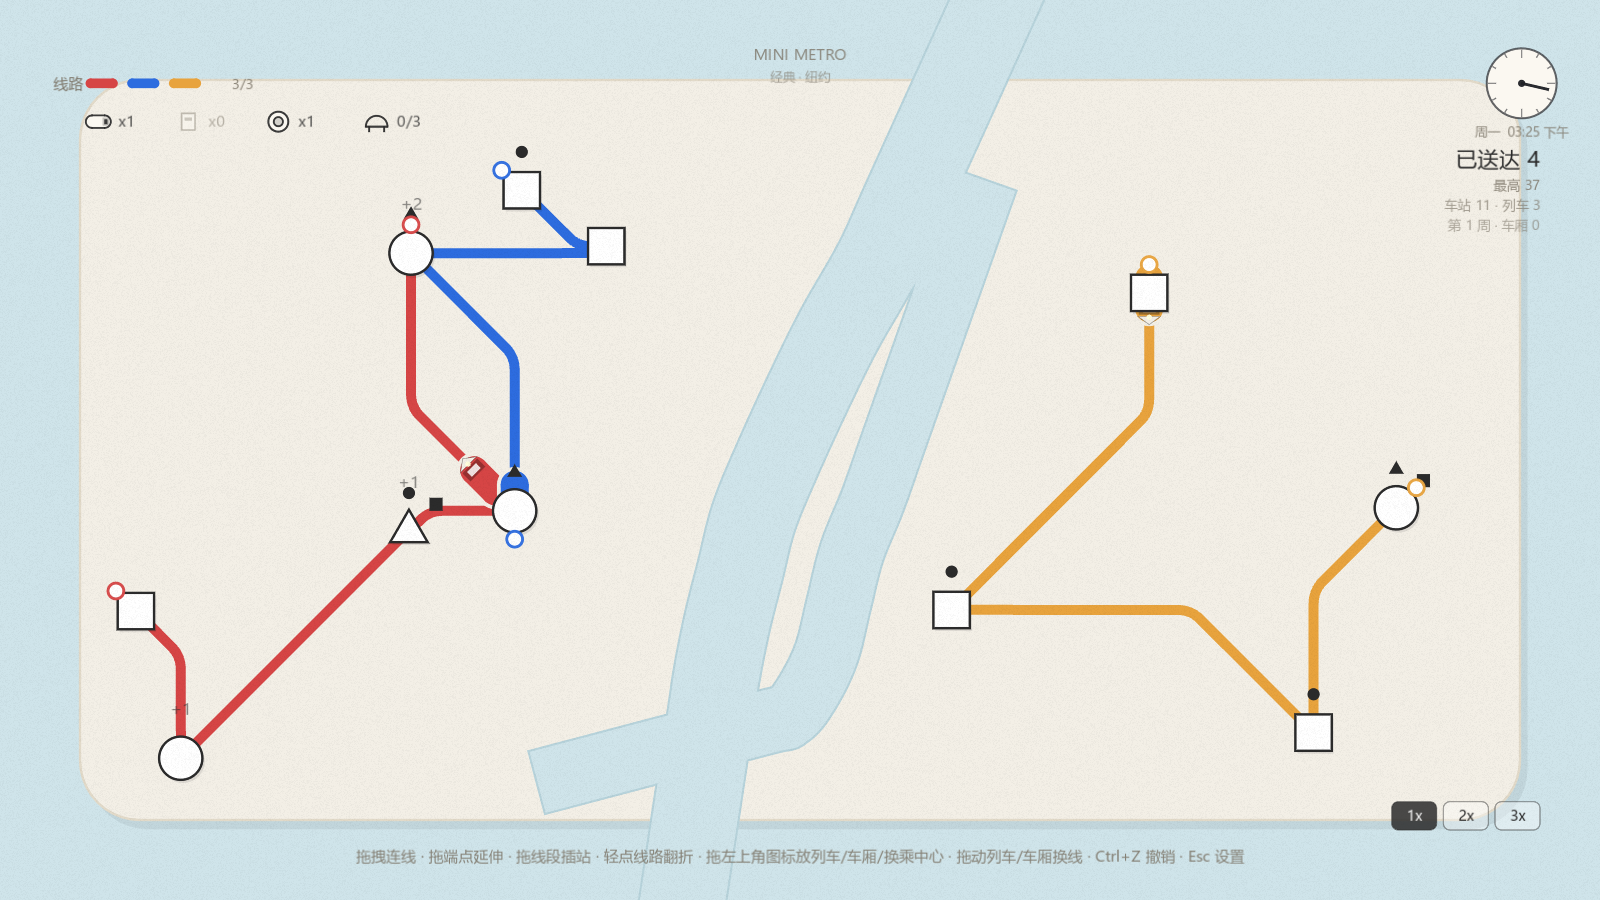 MINI METRO
经典 · 纽约
线路 3/3
x1 x0 x1 0/3
周一 03:25 下午
已送达 4
最高 37
车站 11 · 列车 3
第 1 周 · 车厢 0
+2
+1
+1
1x 2x 3x
拖拽连线 · 拖端点延伸 · 拖线段插站 · 轻点线路翻折 · 拖左上角图标放列车/车厢/换乘中心 · 拖动列车/车厢换线 · Ctrl+Z 撤销 · Esc 设置